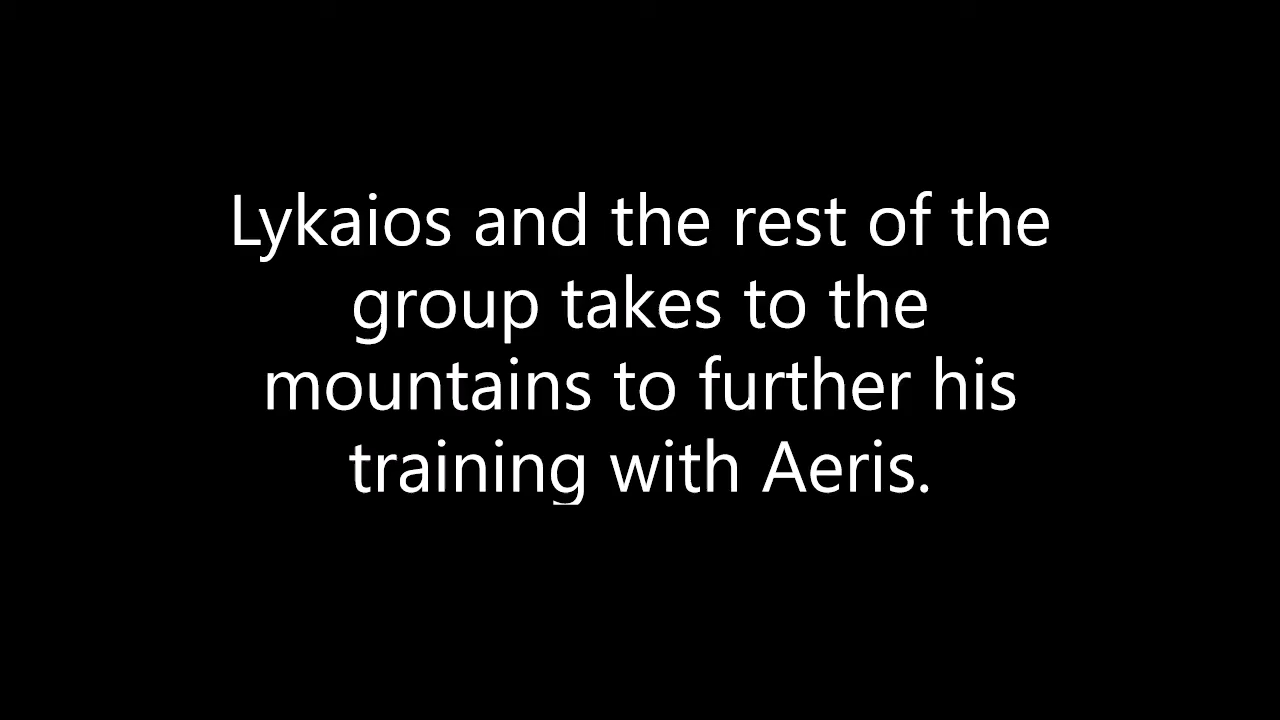 Lykaios and the rest of the
group takes to the
mountains to further his
training with Aeris.